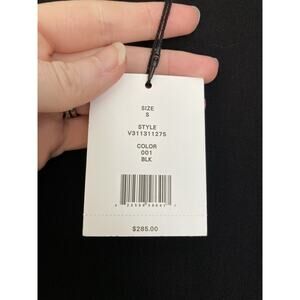 SIZE
S
STYLE
V311311275
COLOR
001
BLK
$285.00